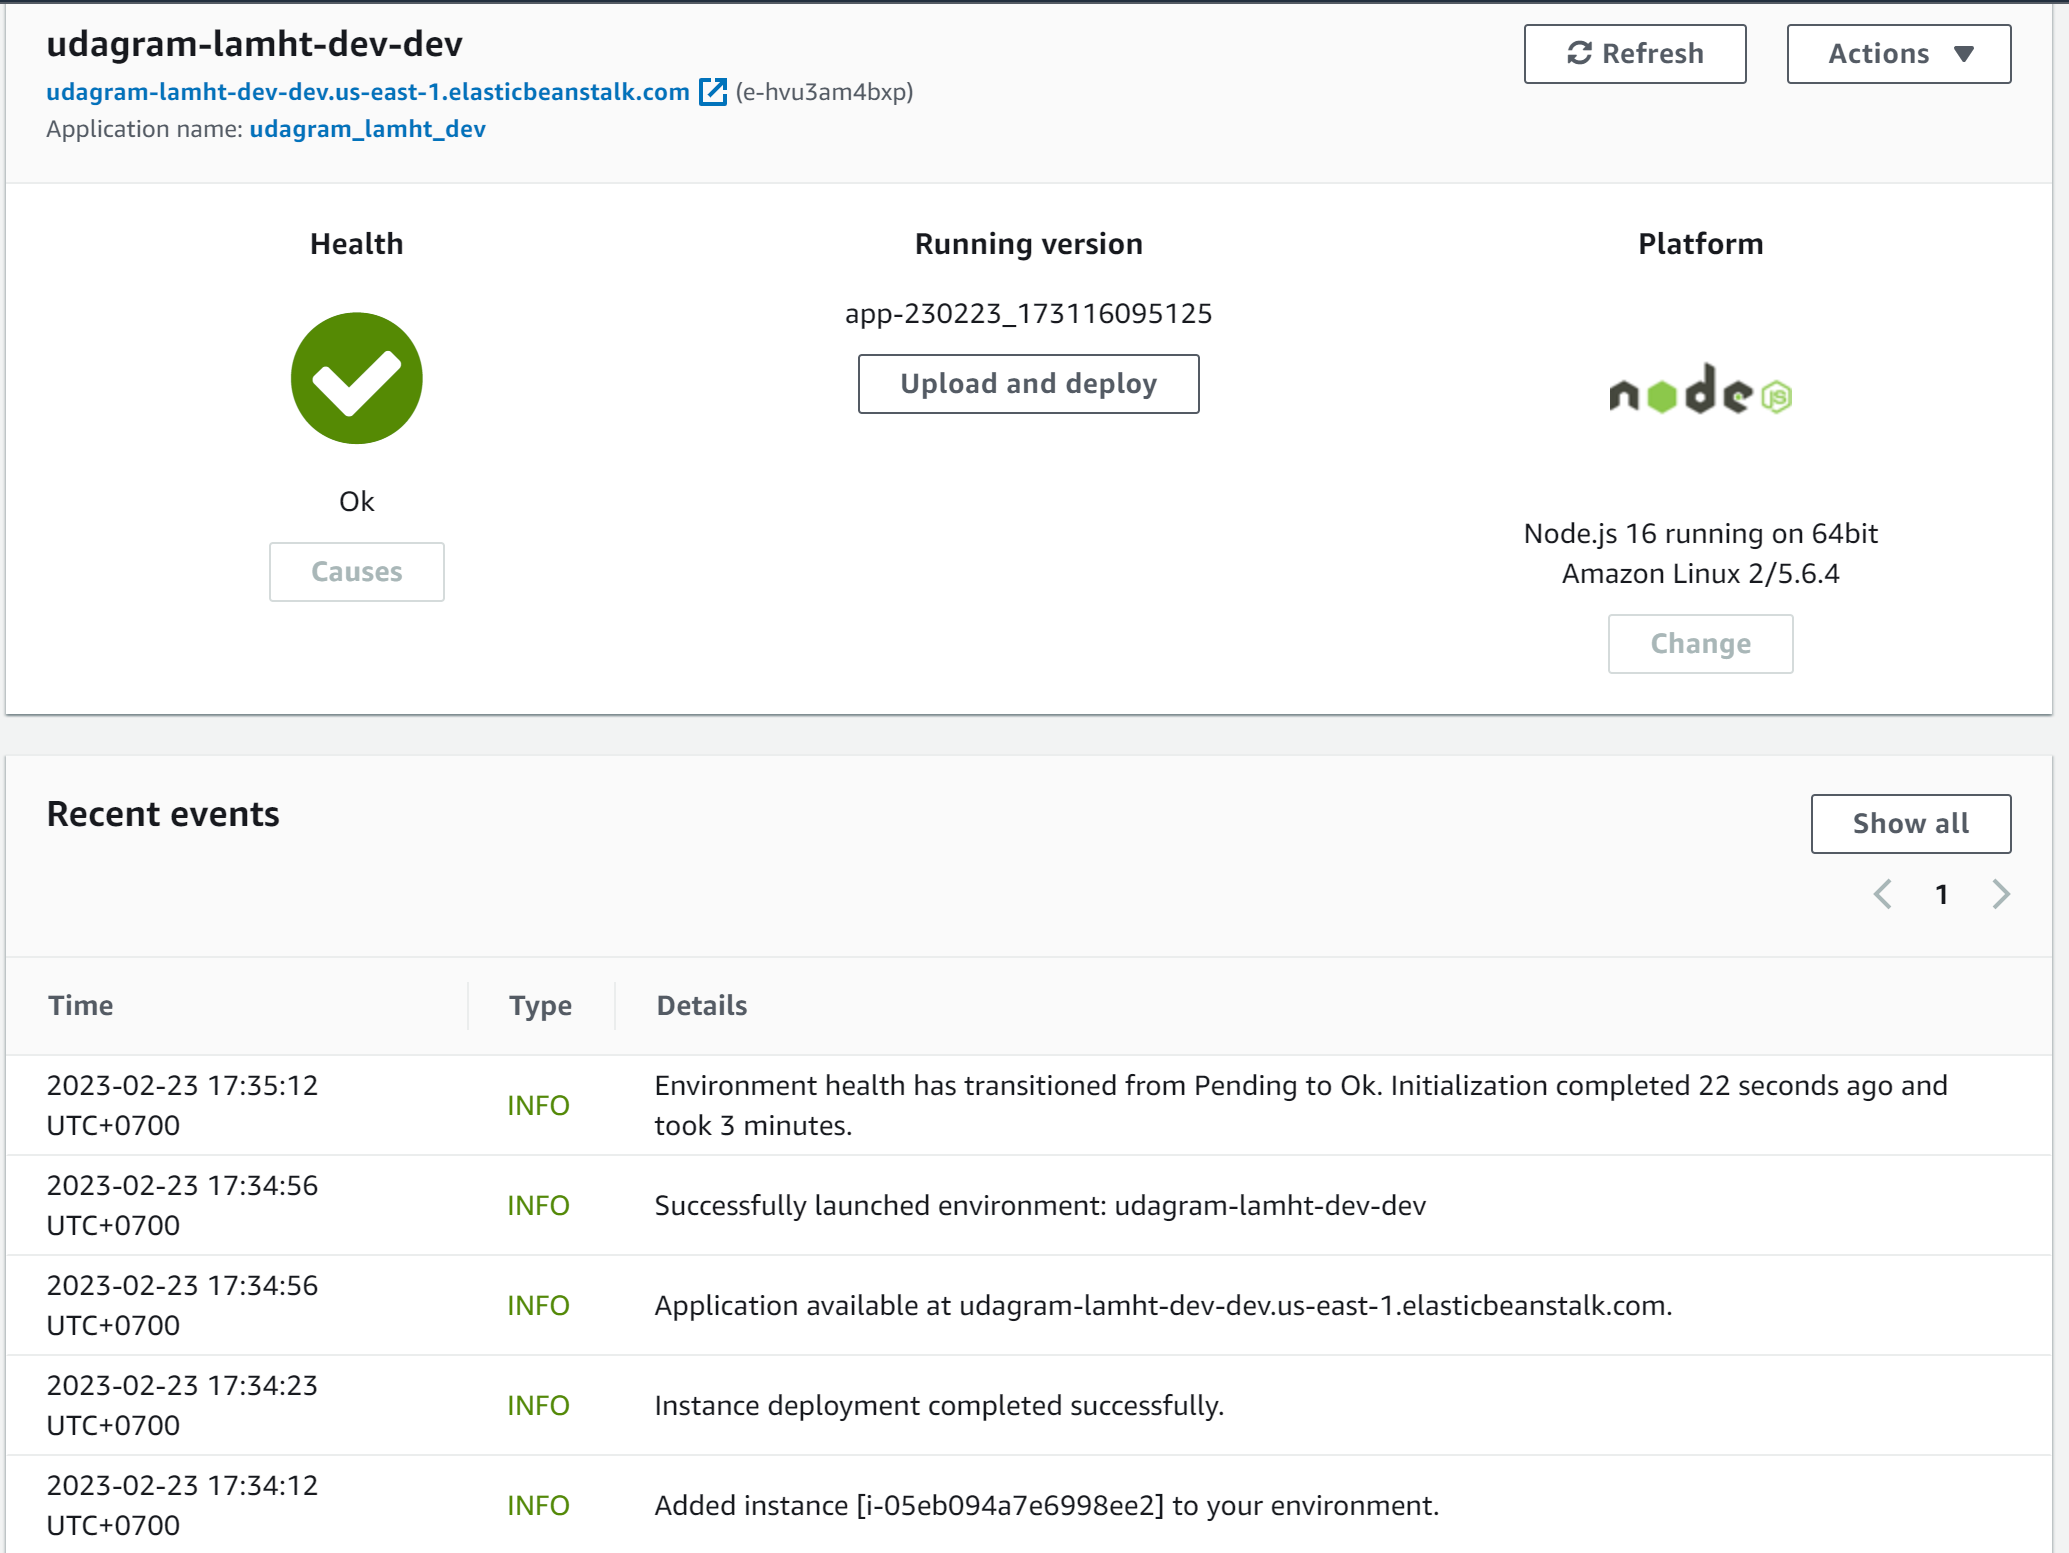 udagram-lamht-dev-dev
Refresh
Actions
udagram-lamht-dev-dev.us-east-1.elasticbeanstalk.com (e-hvu3am4bxp)
Application name: udagram_lamht_dev
Health
Running version
Platform
app-230223_173116095125
Upload and deploy
node JS
Ok
Causes
Node.js 16 running on 64bit
Amazon Linux 2/5.6.4
Change
Recent events
Show all
1
Time Type Details
2023-02-23 17:35:12
UTC+0700
INFO
Environment health has transitioned from Pending to Ok. Initialization completed 22 seconds ago and
took 3 minutes.
2023-02-23 17:34:56
UTC+0700
INFO
Successfully launched environment: udagram-lamht-dev-dev
2023-02-23 17:34:56
UTC+0700
INFO
Application available at udagram-lamht-dev-dev.us-east-1.elasticbeanstalk.com.
2023-02-23 17:34:23
UTC+0700
INFO
Instance deployment completed successfully.
2023-02-23 17:34:12
UTC+0700
INFO
Added instance [i-05eb094a7e6998ee2] to your environment.